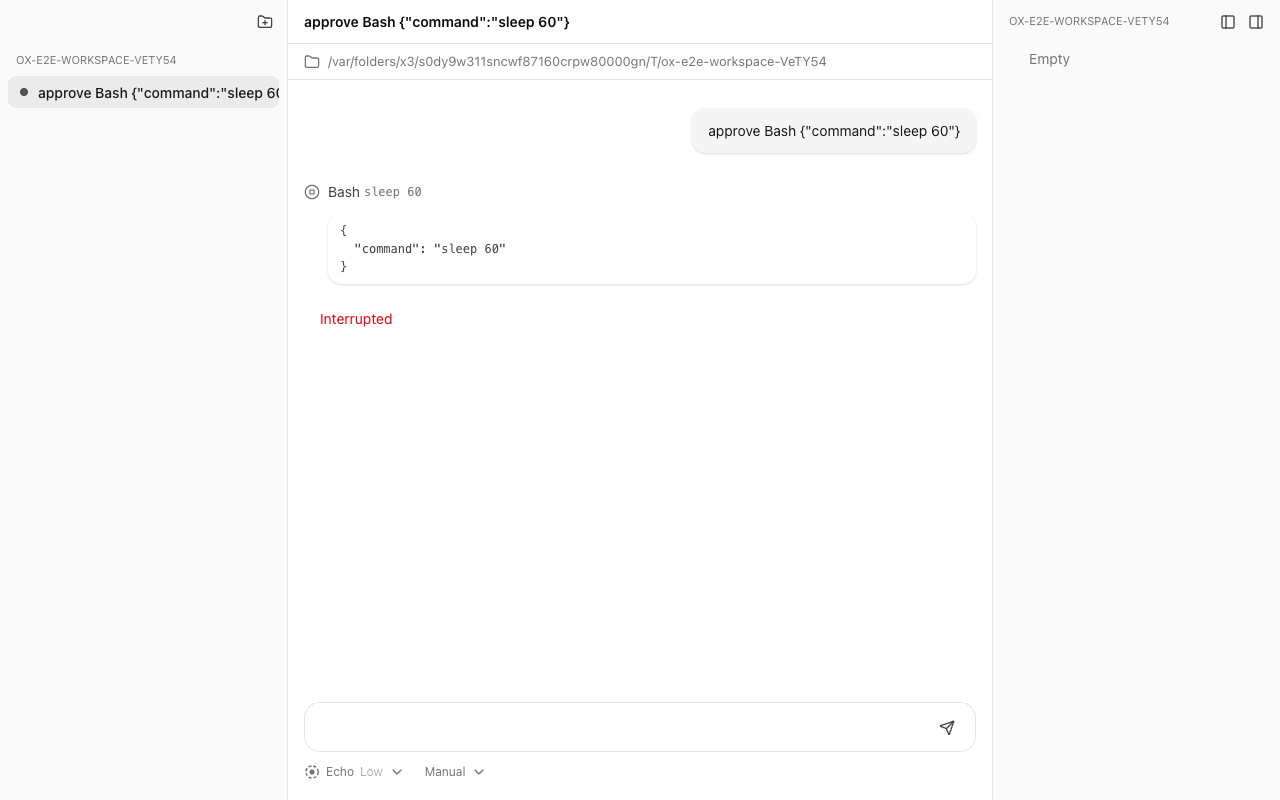 OX-E2E-WORKSPACE-VETY54
approve Bash {"command":"sleep 60
approve Bash {"command":"sleep 60"}
/var/folders/x3/s0dy9w311sncwf87160crpw80000gn/T/ox-e2e-workspace-VeTY54
approve Bash {"command":"sleep 60"}
Bash sleep 60
{
"command": "sleep 60"
}
Interrupted
Echo Low Manual
OX-E2E-WORKSPACE-VETY54
Empty